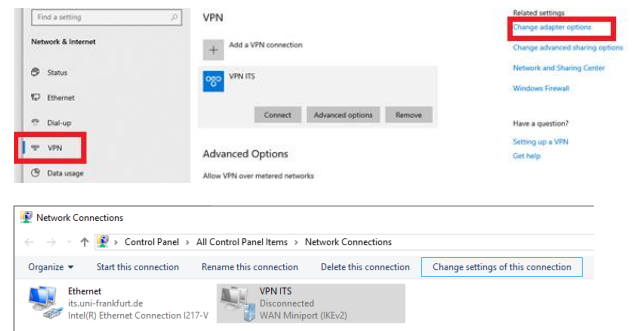 Find a setting
Network & Internet
Status
Ethernet
Dial-up
VPN
Data usage
VPN
Add a VPN connection
VPN ITS
Connect Advanced options Remove
Advanced Options
Allow VPN over metered networks
Related settings
Change adapter options
Change advanced sharing options
Network and Sharing Center
Windows Firewall
Have a question?
Setting up a VPN
Get help
Network Connections
Control Panel > All Control Panel Items > Network Connections
Organize Start this connection Rename this connection Delete this connection Change settings of this connection
Ethernet
its.uni-frankfurt.de
Intel(R) Ethernet Connection I217-V
VPN ITS
Disconnected
WAN Miniport (IKEv2)